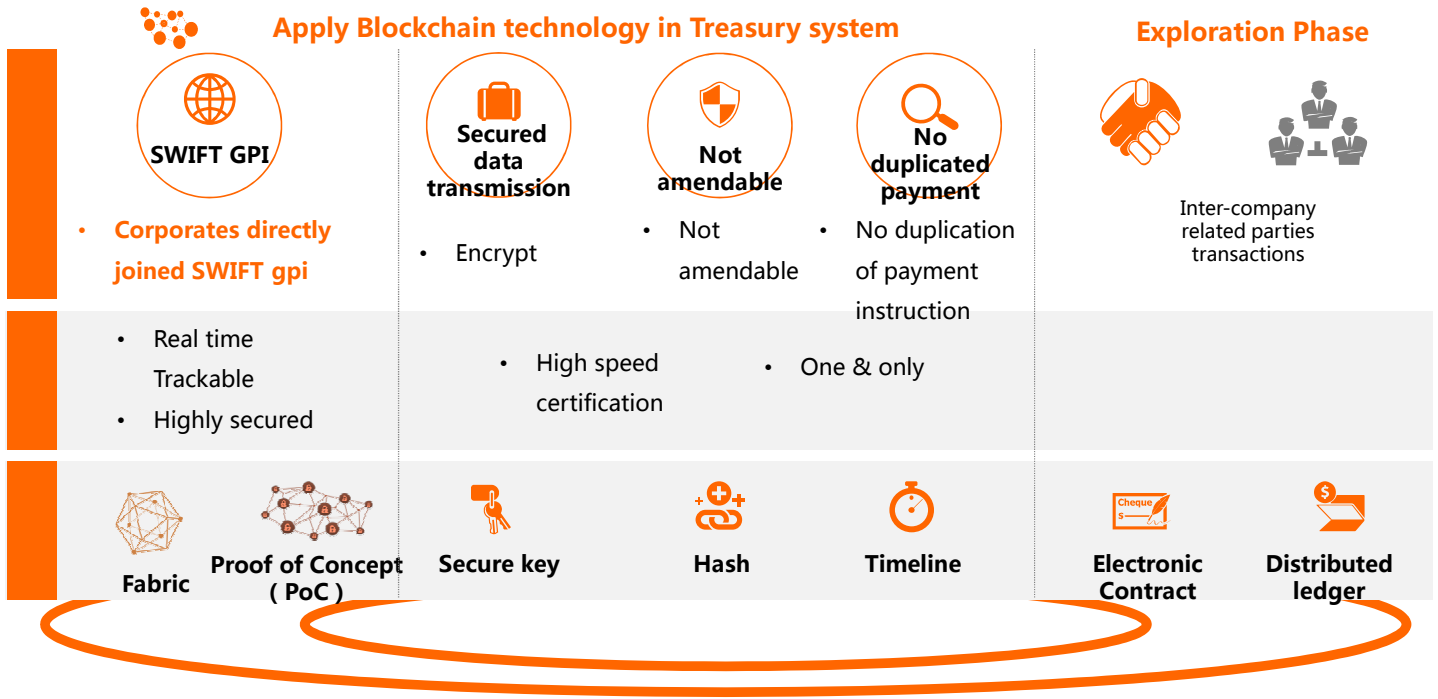 Apply Blockchain technology in Treasury system
Exploration Phase
SWIFT GPI
Secured
data
transmission
Not
amendable
No
duplicated
payment
• Corporates directly
joined SWIFT gpi
• Encrypt
• Not
amendable
• No duplication
of payment
instruction
Inter-company
related parties
transactions
• Real time
Trackable
• Highly secured
• High speed
certification
• One & only
Fabric
Proof of Concept
( PoC )
Secure key
Hash
Timeline
Cheque
$
Electronic
Contract
$
Distributed
ledger